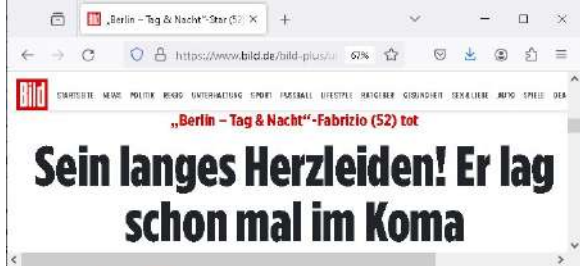 „Berlin – Tag & Nacht“-Star (52)
https://www.bild.de/bild-plus/u 67%
Bild STARTSEITE NEWS POLITIK REGIO UNTERHALTUNG SPORT FUSSBALL LIFESTYLE RATGEBER GESUNDHEIT SEX & LIEBE AUTO SPIELE DEA
„Berlin – Tag & Nacht“-Fabrizio (52) tot
Sein langes Herzleiden! Er lag
schon mal im Koma